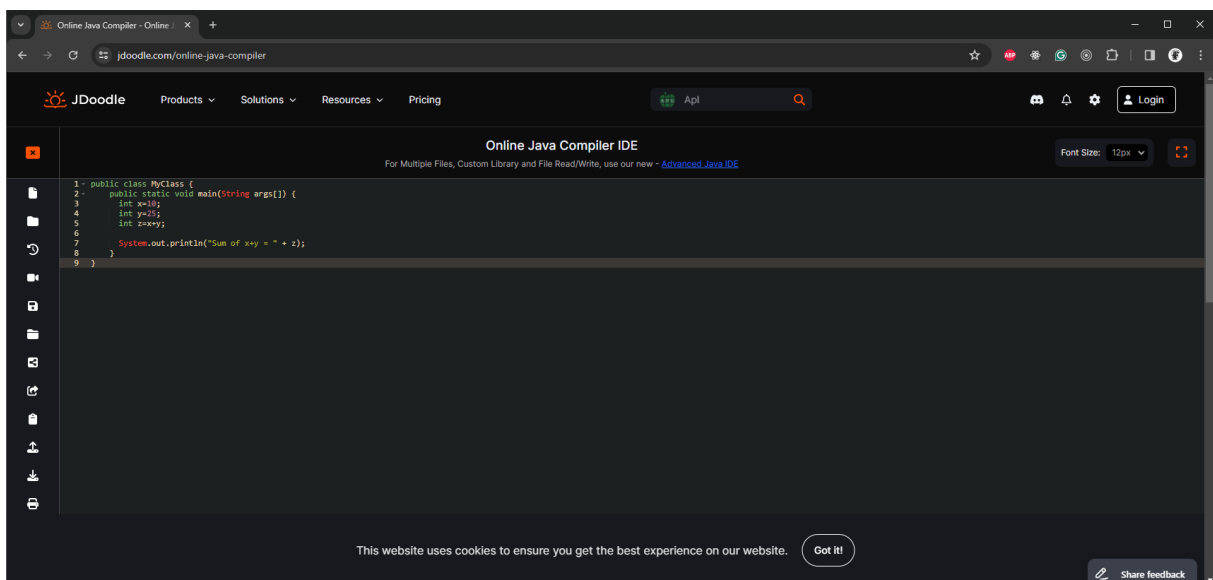 Online Java Compiler - Online
jdoodle.com/online-java-compiler
ABP
G
JDoodle
Products
Solutions
Resources
Pricing
Apl
Login
Online Java Compiler IDE
For Multiple Files, Custom Library and File Read/Write, use our new - Advanced Java IDE
Font Size: 12px
1 - public class MyClass {
2 - public static void main(String args[]) {
3 int x=10;
4 int y=25;
5 int z=x+y;
6
7 System.out.println("Sum of x+y = " + z);
8 }
9 }
This website uses cookies to ensure you get the best experience on our website.
Got it!
Share feedback